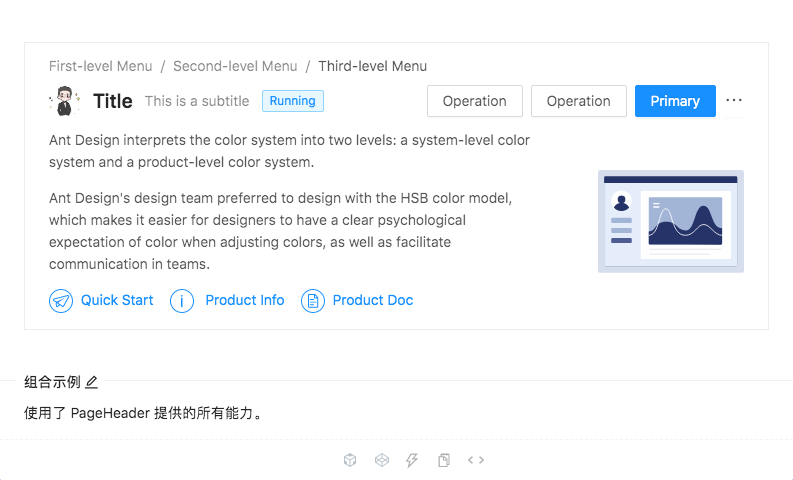 First-level Menu / Second-level Menu / Third-level Menu
Title This is a subtitle Running Operation Operation Primary ···
Ant Design interprets the color system into two levels: a system-level color
system and a product-level color system.
Ant Design's design team preferred to design with the HSB color model,
which makes it easier for designers to have a clear psychological
expectation of color when adjusting colors, as well as facilitate
communication in teams.
Quick Start Product Info Product Doc
组合示例
使用了 PageHeader 提供的所有能力。